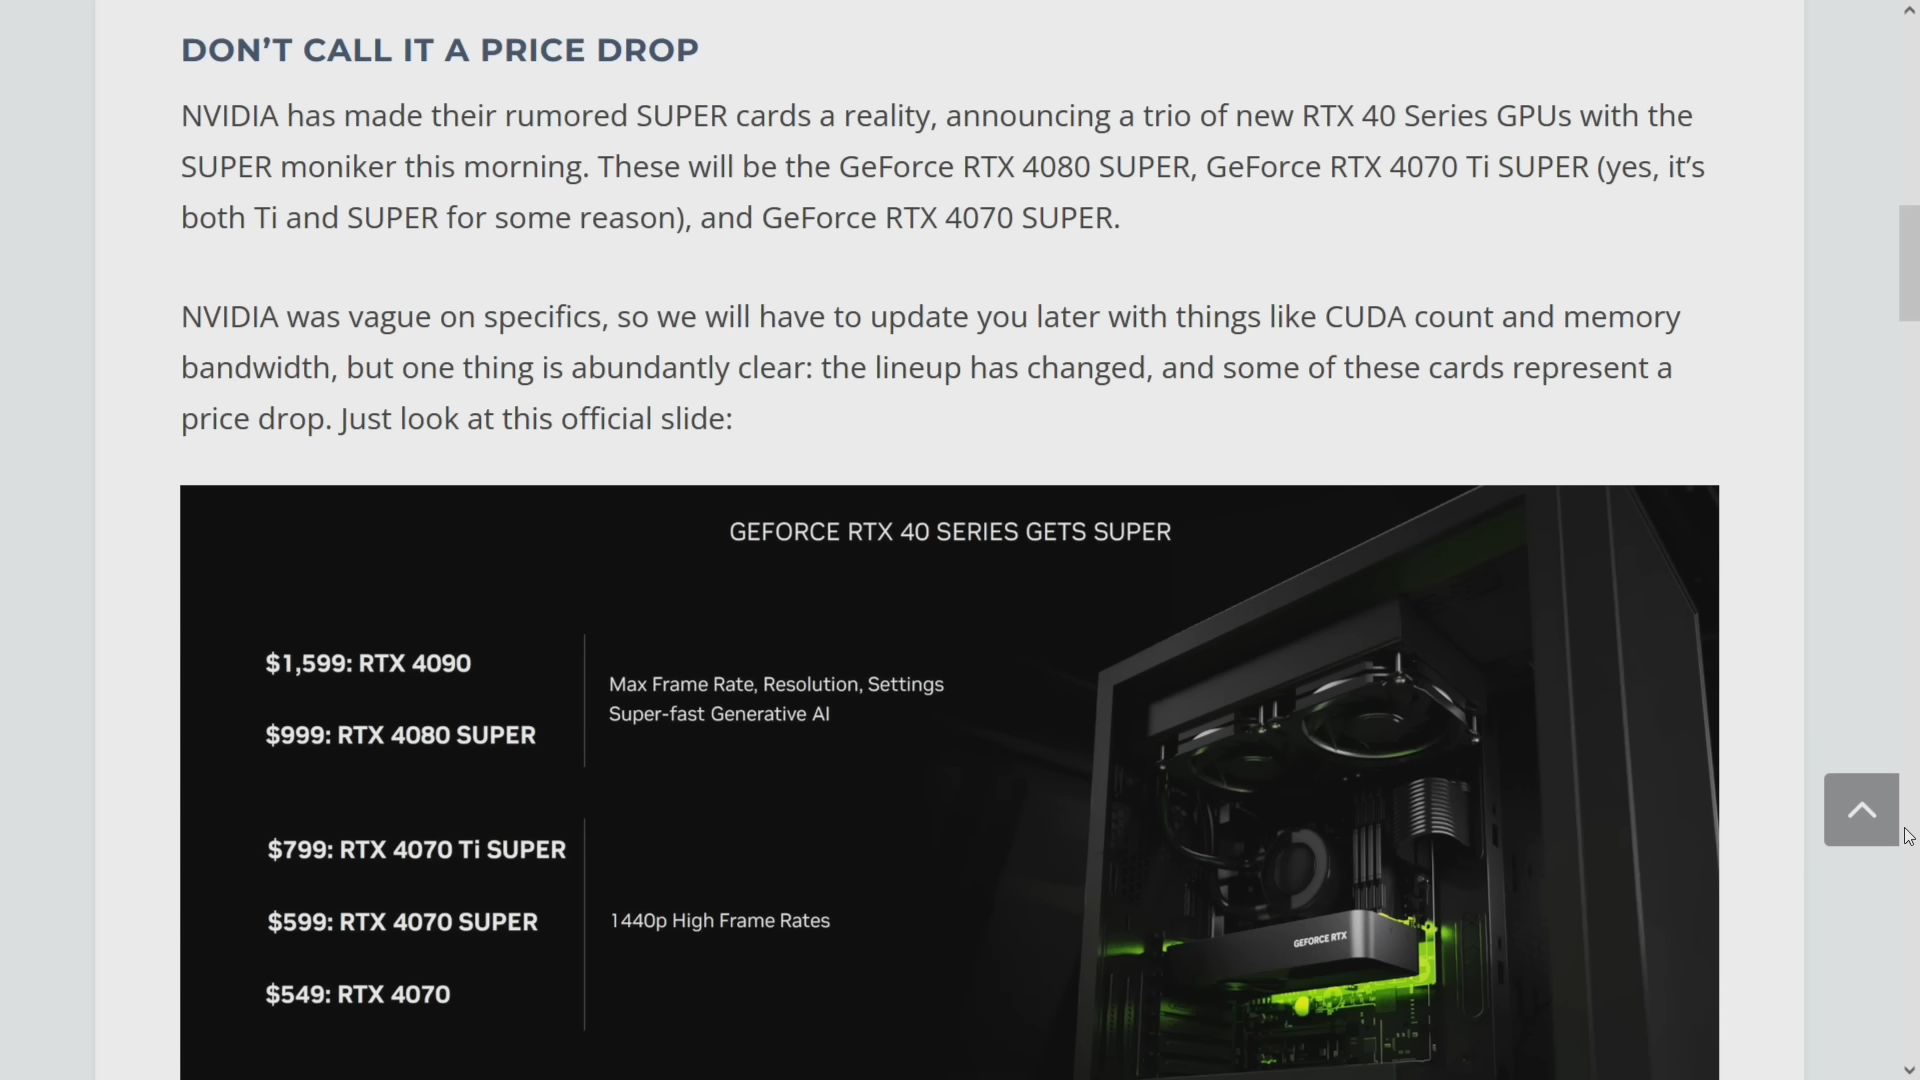 DON’T CALL IT A PRICE DROP
NVIDIA has made their rumored SUPER cards a reality, announcing a trio of new RTX 40 Series GPUs with the
SUPER moniker this morning. These will be the GeForce RTX 4080 SUPER, GeForce RTX 4070 Ti SUPER (yes, it’s
both Ti and SUPER for some reason), and GeForce RTX 4070 SUPER.
NVIDIA was vague on specifics, so we will have to update you later with things like CUDA count and memory
bandwidth, but one thing is abundantly clear: the lineup has changed, and some of these cards represent a
price drop. Just look at this official slide:
GEFORCE RTX 40 SERIES GETS SUPER
$1,599: RTX 4090
$999: RTX 4080 SUPER
Max Frame Rate, Resolution, Settings
Super-fast Generative AI
$799: RTX 4070 Ti SUPER
$599: RTX 4070 SUPER
$549: RTX 4070
1440p High Frame Rates
GEFORCE RTX